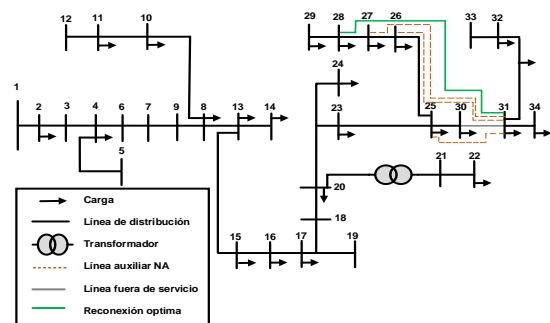 29 28 27 26 33 32
12 11 10
24
1
2 3 4 6 7 9 8 13 14
23 25 30 31 34
5
21 22
20
18
15 16 17 19
Carga
Línea de distribución
Transformador
Línea auxiliar NA
Línea fuera de servicio
Reconexión optima